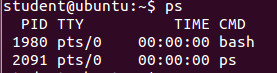 student@ubuntu:~$ ps
  PID TTY          TIME CMD
 1980 pts/0    00:00:00 bash
 2091 pts/0    00:00:00 ps